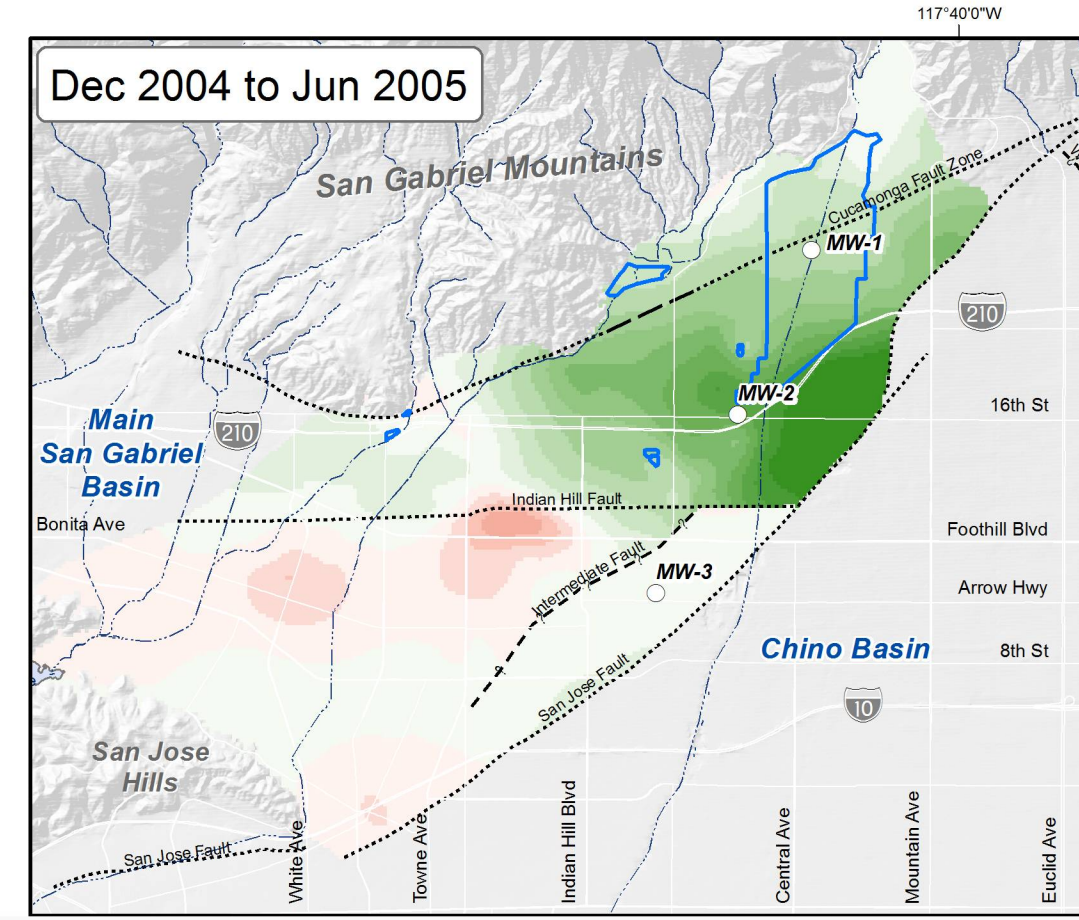 117°40'0"W
Dec 2004 to Jun 2005
San Gabriel Mountains
Cucamonga Fault Zone
MW-1
210
MW-2
16th St
Main
San Gabriel
Basin
210
Indian Hill Fault
Bonita Ave
Foothill Blvd
Intermediate Fault
?
?
?
?
MW-3
Arrow Hwy
Chino Basin
8th St
San Jose Fault
10
San Jose
Hills
San Jose Fault
White Ave
Towne Ave
Indian Hill Blvd
Central Ave
Mountain Ave
Euclid Ave